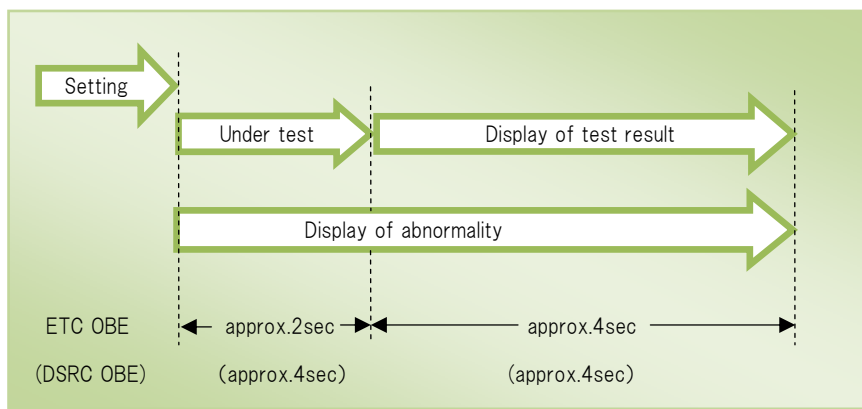 Setting
Under test
Display of test result
Display of abnormality
ETC OBE approx.2sec approx.4sec
(DSRC OBE) (approx.4sec) (approx.4sec)